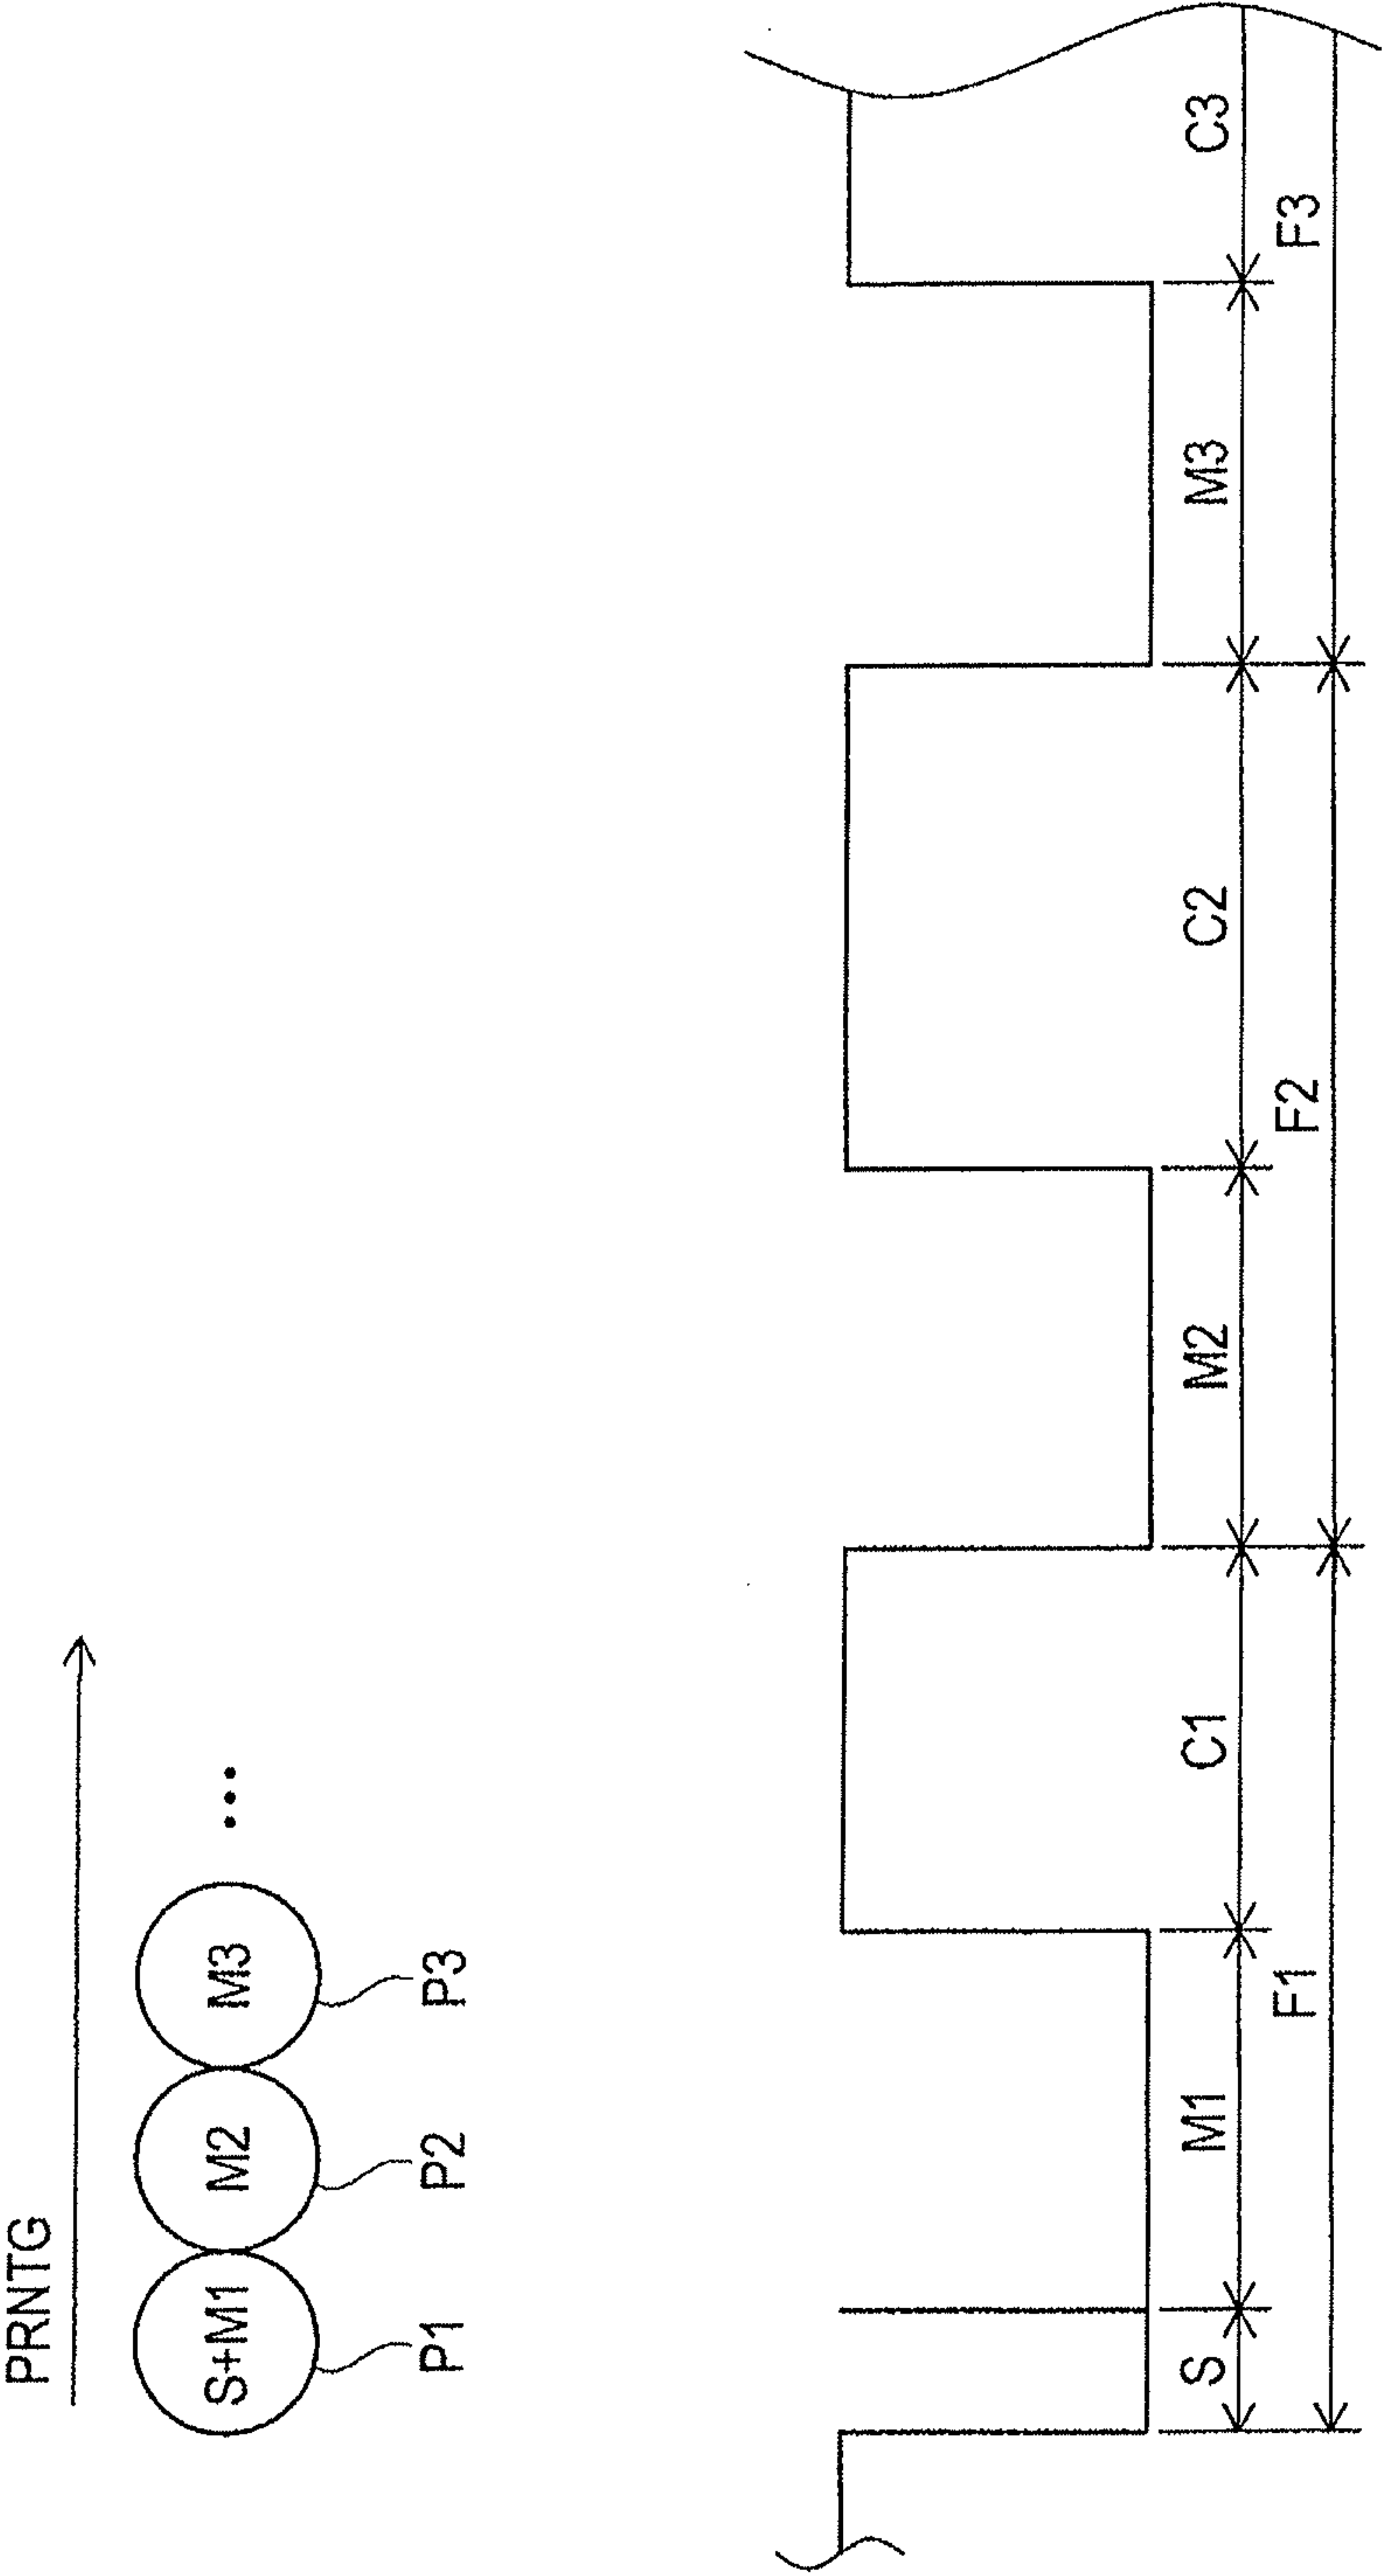 PRNTG
S+M1 M2 M3 ...
P1 P2 P3
S M1 C1 M2 C2 M3 C3
F1 F2 F3